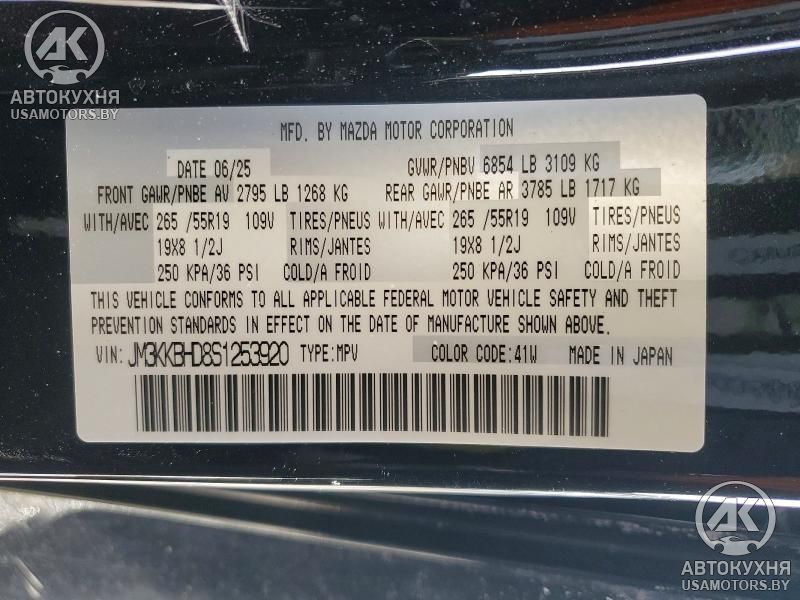 AK
АВТОКУХНЯ
USAMOTORS.BY
MFD. BY MAZDA MOTOR CORPORATION
DATE 06/25 GVWR/PNBV 6854 LB 3109 KG
FRONT GAWR/PNBE AV 2795 LB 1268 KG REAR GAWR/PNBE AR 3785 LB 1717 KG
WITH/AVEC 265 /55R19 109V TIRES/PNEUS WITH/AVEC 265 /55R19 109V TIRES/PNEUS
19X8 1/2J RIMS/JANTES 19X8 1/2J RIMS/JANTES
250 KPA/36 PSI COLD/A FROID 250 KPA/36 PSI COLD/A FROID
THIS VEHICLE CONFORMS TO ALL APPLICABLE FEDERAL MOTOR VEHICLE SAFETY AND THEFT
PREVENTION STANDARDS IN EFFECT ON THE DATE OF MANUFACTURE SHOWN ABOVE.
VIN: JM3KKBHD8S1253920 TYPE:MPV COLOR CODE:41W MADE IN JAPAN
AK
АВТОКУХНЯ
USAMOTORS.BY